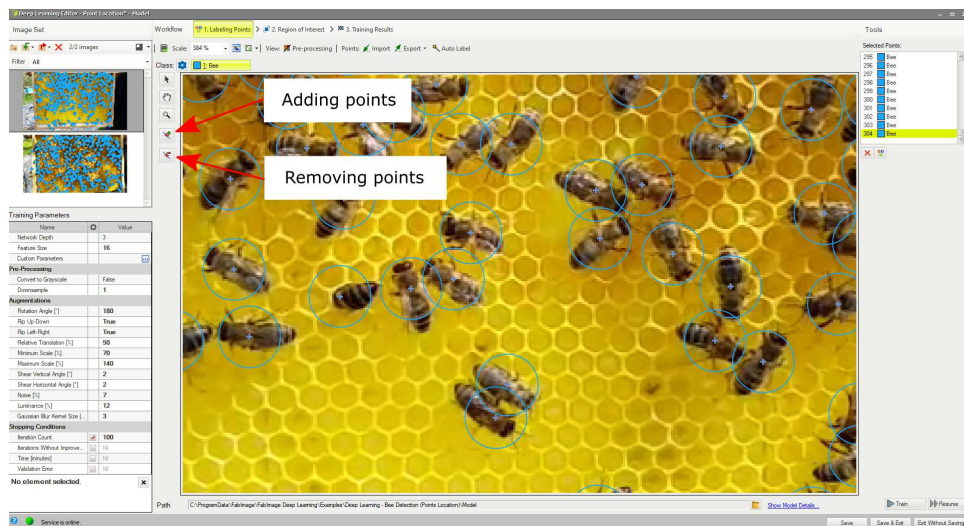 Deep Learning Editor - Point Location* - Model
Image Set
Workflow
1. Labeling Points
2. Region of Interest
3. Training Results
Tools
2/2 images
Filter All
Scale: 384 %
View: Pre-processing
Points: Import Export
Auto Label
Class: 1: Bee
Selected Points:
295 Bee
296 Bee
297 Bee
298 Bee
299 Bee
300 Bee
301 Bee
302 Bee
303 Bee
304 Bee
Adding points
Removing points
Training Parameters
Name Value
Network Depth 3
Feature Size 16
Custom Parameters
Pre-Processing
Convert to Grayscale False
Downsample 1
Augmentations
Rotation Angle [°] 180
Flip Up-Down True
Flip Left-Right True
Relative Translation [%] 50
Minimum Scale [%] 70
Maximum Scale [%] 140
Shear Vertical Angle [°] 2
Shear Horizontal Angle [°] 2
Noise [%] 7
Luminance [%] 12
Gaussian Blur Kernel Size [... 3
Stopping Conditions
Iteration Count 100
Iterations Without Improve... Nil
Time [minutes] Nil
Validation Error Nil
No element selected.
Path C:\ProgramData\FabImage\FabImage Deep Learning\Examples\Deep Learning - Bee Detection (Points Location)\Model
Show Model Details...
Train Resume
Service is online.
Save Save & Exit Exit Without Saving